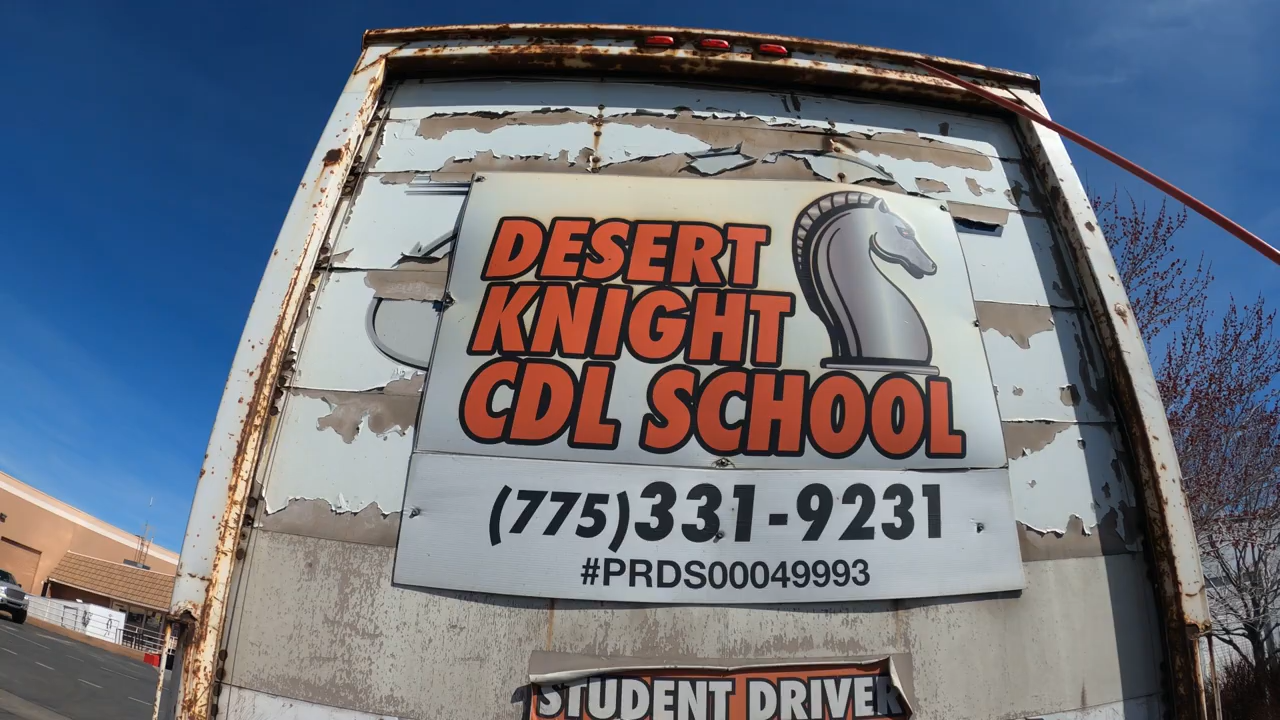 DESERT
KNIGHT
CDL SCHOOL
(775)331-9231
#PRDS00049993
STUDENT DRIVER